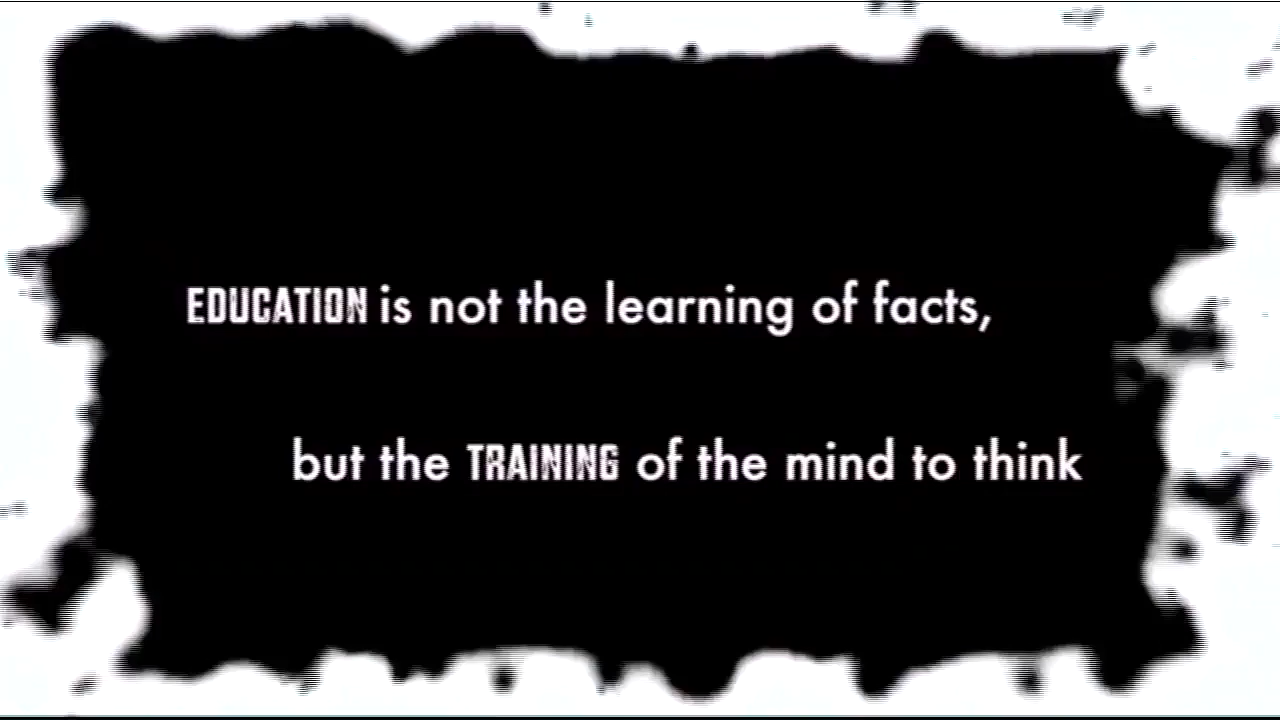 EDUCATION is not the learning of facts,
but the TRAINING of the mind to think